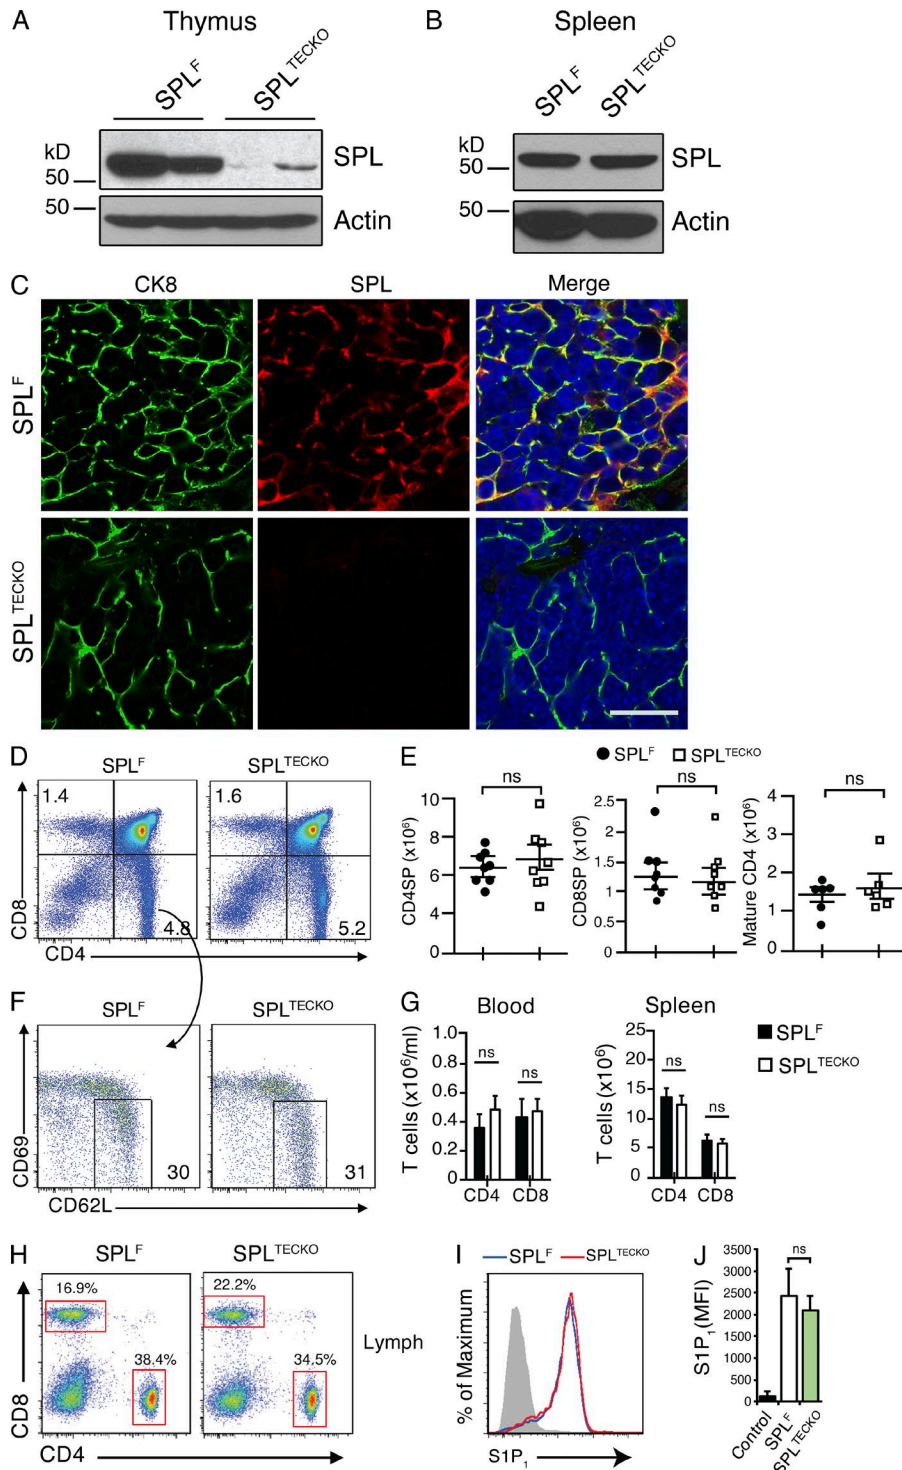 A Thymus
SPL^F SPL^TECKO
kD
50
SPL
50
Actin
B Spleen
SPL^F SPL^TECKO
kD
50
SPL
50
Actin
C CK8 SPL Merge
SPL^F
SPL^TECKO
D SPL^F SPL^TECKO
1.4 1.6
4.8 5.2
CD8
CD4
E SPL^F SPL^TECKO
ns
10
8
6
0
CD4SP (x10^6)
ns
2.5
2
1.5
1
0.5
0
CD8SP (x10^6)
ns
4
3
2
1
0
Mature CD4 (x10^6)
F SPL^F SPL^TECKO
30 31
CD69
CD62L
G Blood Spleen
1.0
0.8
0.6
0.4
0.2
0
T cells (x10^6/ml)
ns ns
CD4 CD8
25
20
15
10
5
0
T cells (x10^6)
ns ns
CD4 CD8
SPL^F
SPL^TECKO
H SPL^F SPL^TECKO
16.9% 22.2%
38.4% 34.5%
Lymph
CD8
CD4
I SPL^F SPL^TECKO
% of Maximum
S1P₁
J
3500
3000
2500
2000
1500
1000
500
0
S1P₁(MFI)
ns
Control SPL^F SPL^TECKO